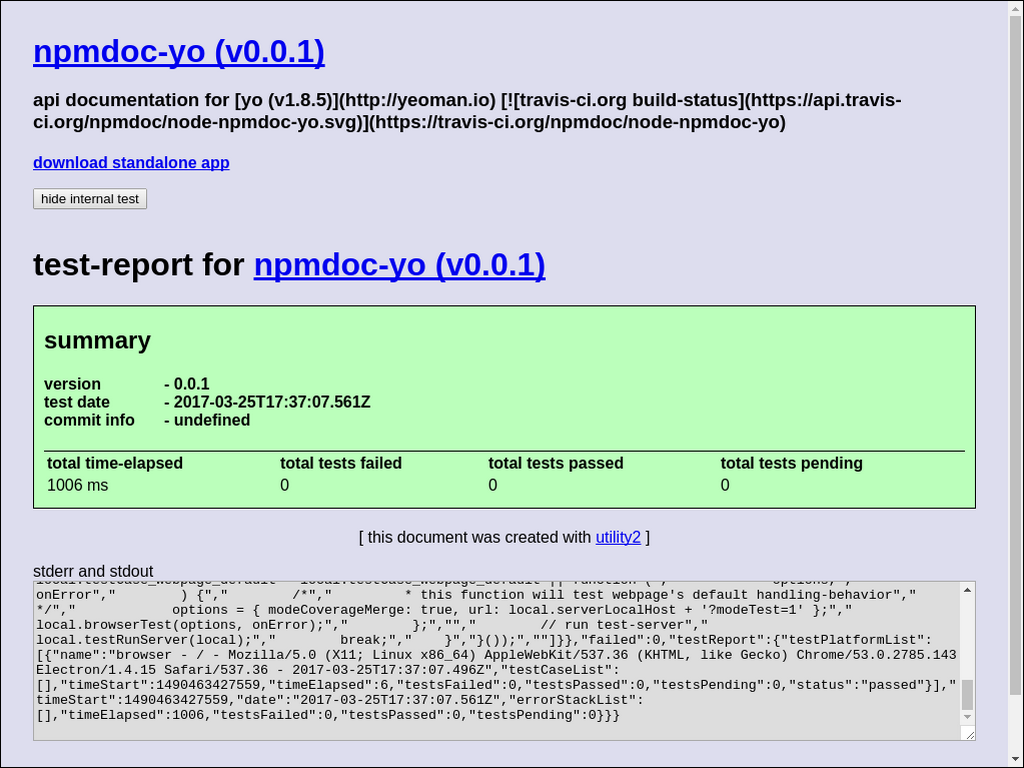 npmdoc-yo (v0.0.1)
api documentation for [yo (v1.8.5)](http://yeoman.io) [![travis-ci.org build-status](https://api.travis-
ci.org/npmdoc/node-npmdoc-yo.svg)](https://travis-ci.org/npmdoc/node-npmdoc-yo)
download standalone app
hide internal test
test-report for npmdoc-yo (v0.0.1)
summary
version - 0.0.1
test date - 2017-03-25T17:37:07.561Z
commit info - undefined
total time-elapsed total tests failed total tests passed total tests pending
1006 ms 0 0 0
[ this document was created with utility2 ]
stderr and stdout
onError","        ) {","        /*","         * this function will test webpage's default handling-behavior","
*/","            options = { modeCoverageMerge: true, url: local.serverLocalHost + '?modeTest=1' };","
local.browserTest(options, onError);","        };","","        // run test-server","
local.testRunServer(local);","        break;","    }","}());",""]}},"failed":0,"testReport":{"testPlatformList":
[{"name":"browser - / - Mozilla/5.0 (X11; Linux x86_64) AppleWebKit/537.36 (KHTML, like Gecko) Chrome/53.0.2785.143
Electron/1.4.15 Safari/537.36 - 2017-03-25T17:37:07.496Z","testCaseList":
[],"timeStart":1490463427559,"timeElapsed":6,"testsFailed":0,"testsPassed":0,"testsPending":0,"status":"passed"}],"
timeStart":1490463427559,"date":"2017-03-25T17:37:07.561Z","errorStackList":
[],"timeElapsed":1006,"testsFailed":0,"testsPassed":0,"testsPending":0}}}